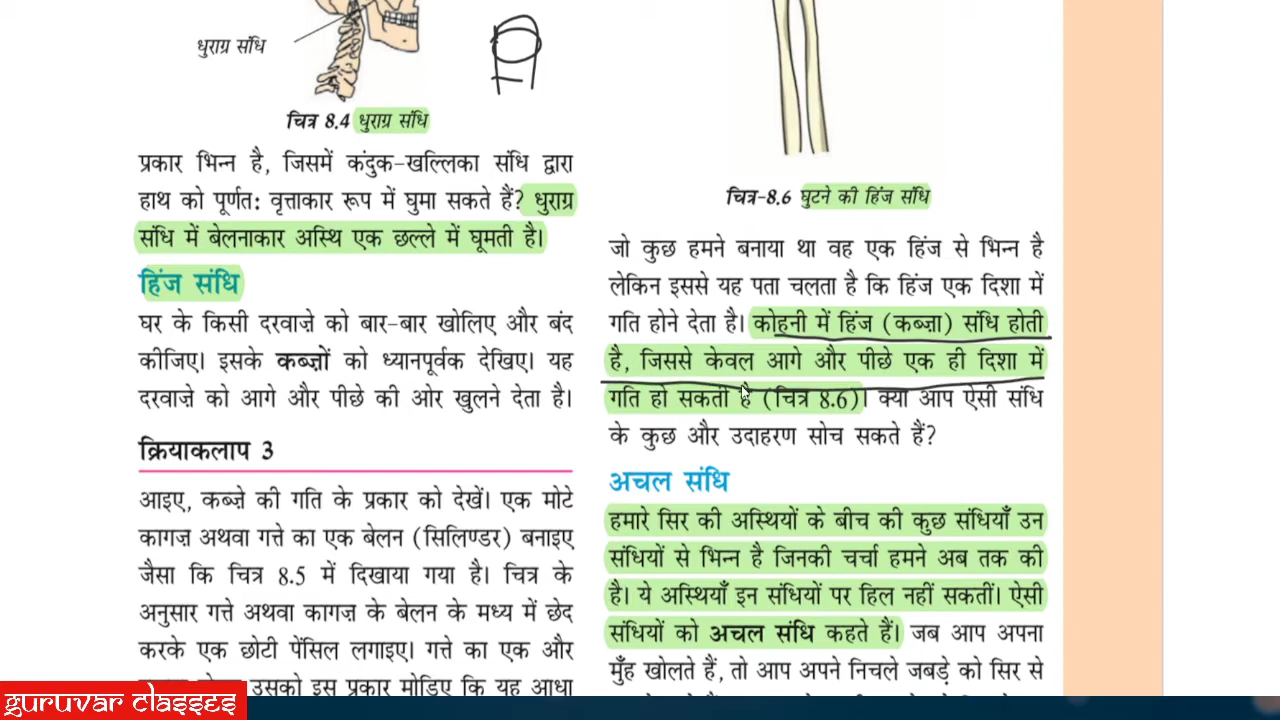 धुराग्र संधि
चित्र 8.4 धुराग्र संधि
प्रकार भिन्न है, जिसमें कंदुक-खल्लिका संधि द्वारा
हाथ को पूर्णत: वृत्ताकार रूप में घुमा सकते हैं? धुराग्र
संधि में बेलनाकार अस्थि एक छल्ले में घूमती है।
हिंज संधि
घर के किसी दरवाज़े को बार-बार खोलिए और बंद
कीजिए। इसके कब्ज़ों को ध्यानपूर्वक देखिए। यह
दरवाज़े को आगे और पीछे की ओर खुलने देता है।
क्रियाकलाप 3
आइए, कब्ज़े की गति के प्रकार को देखें। एक मोटे
कागज़ अथवा गत्ते का एक बेलन (सिलिण्डर) बनाइए
जैसा कि चित्र 8.5 में दिखाया गया है। चित्र के
अनुसार गत्ते अथवा कागज़ के बेलन के मध्य में छेद
करके एक छोटी पेंसिल लगाइए। गत्ते का एक और
उसको इस प्रकार मोड़िए कि यह आधा
चित्र-8.6 घुटने की हिंज संधि
जो कुछ हमने बनाया था वह एक हिंज से भिन्न है
लेकिन इससे यह पता चलता है कि हिंज एक दिशा में
गति होने देता है। कोहनी में हिंज (कब्ज़ा) संधि होती
है, जिससे केवल आगे और पीछे एक ही दिशा में
गति हो सकती है (चित्र 8.6)। क्या आप ऐसी संधि
के कुछ और उदाहरण सोच सकते हैं?
अचल संधि
हमारे सिर की अस्थियों के बीच की कुछ संधियाँ उन
संधियों से भिन्न है जिनकी चर्चा हमने अब तक की
है। ये अस्थियाँ इन संधियों पर हिल नहीं सकतीं। ऐसी
संधियों को अचल संधि कहते हैं। जब आप अपना
मुँह खोलते हैं, तो आप अपने निचले जबड़े को सिर से
guruvar classes